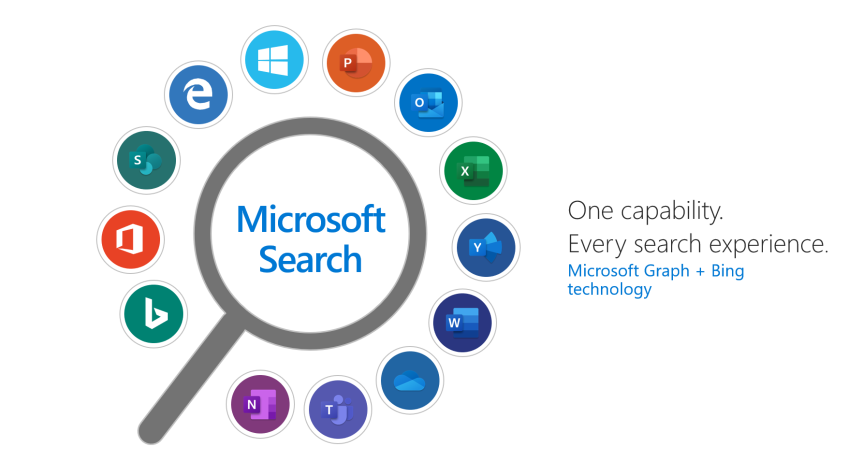 P
O
S
X
Microsoft
Search
Y
W
N
T
One capability.
Every search experience.
Microsoft Graph + Bing
technology